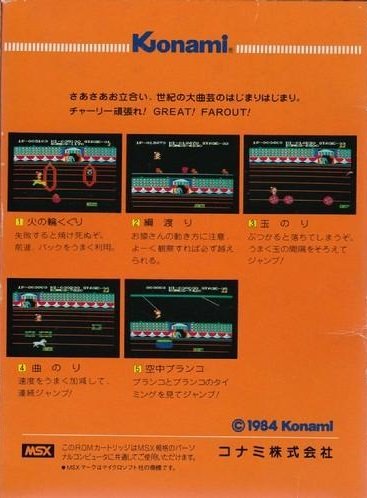 Konami®
さあさあお立合い、世紀の大曲芸のはじまりはじまり。
チャーリー頑張れ! GREAT! FAROUT!
1 火の輪くぐり
失敗すると焼け死ぬぞ。
前進、バックをうまく利用。
2 綱渡り
お猿さんの動き方に注意、
よーく観察すれば必ず越え
られる。
3 玉のり
ぶつかると落ちてしまうぞ。
うまく玉の間隔をそろえて
ジャンプ!
4 曲のり
速度をうまく加減して、
連続ジャンプ!
5 空中ブランコ
ブランコとブランコのタイ
ミングを見てジャンプ!
©1984 Konami
コナミ株式会社
MSX
このROMカートリッジはMSX規格のパーソ
ナルコンピュータに共通してご使用いただけます。
●MSXマークはマイクロソフト社の商標です。